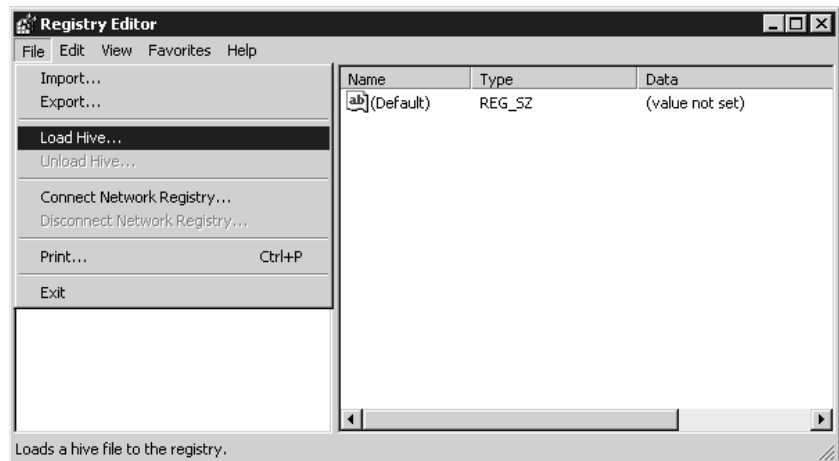 Registry Editor
File Edit View Favorites Help
Import...
Export...
Load Hive...
Unload Hive...
Connect Network Registry...
Disconnect Network Registry...
Print... Ctrl+P
Exit
Name Type Data
ab (Default) REG_SZ (value not set)
Loads a hive file to the registry.